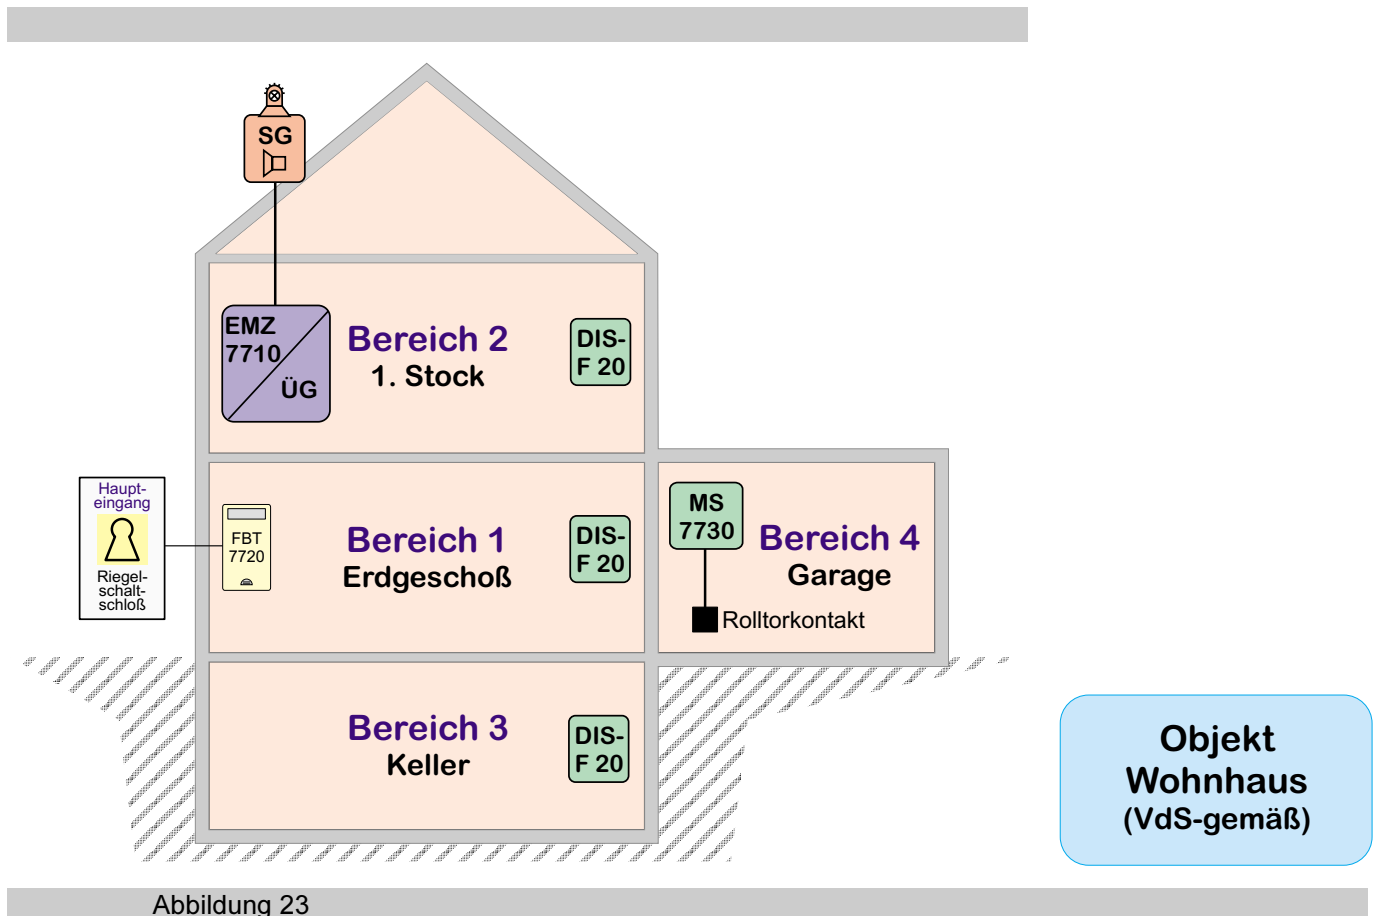 SG
EMZ
7710
ÜG
Bereich 2
1. Stock
DIS-
F 20
Haupt-
eingang
Riegel-
schalt-
schloß
FBT
7720
Bereich 1
Erdgeschoß
DIS-
F 20
MS
7730
Bereich 4
Garage
Rolltorkontakt
Bereich 3
Keller
DIS-
F 20
Objekt
Wohnhaus
(VdS-gemäß)
Abbildung 23